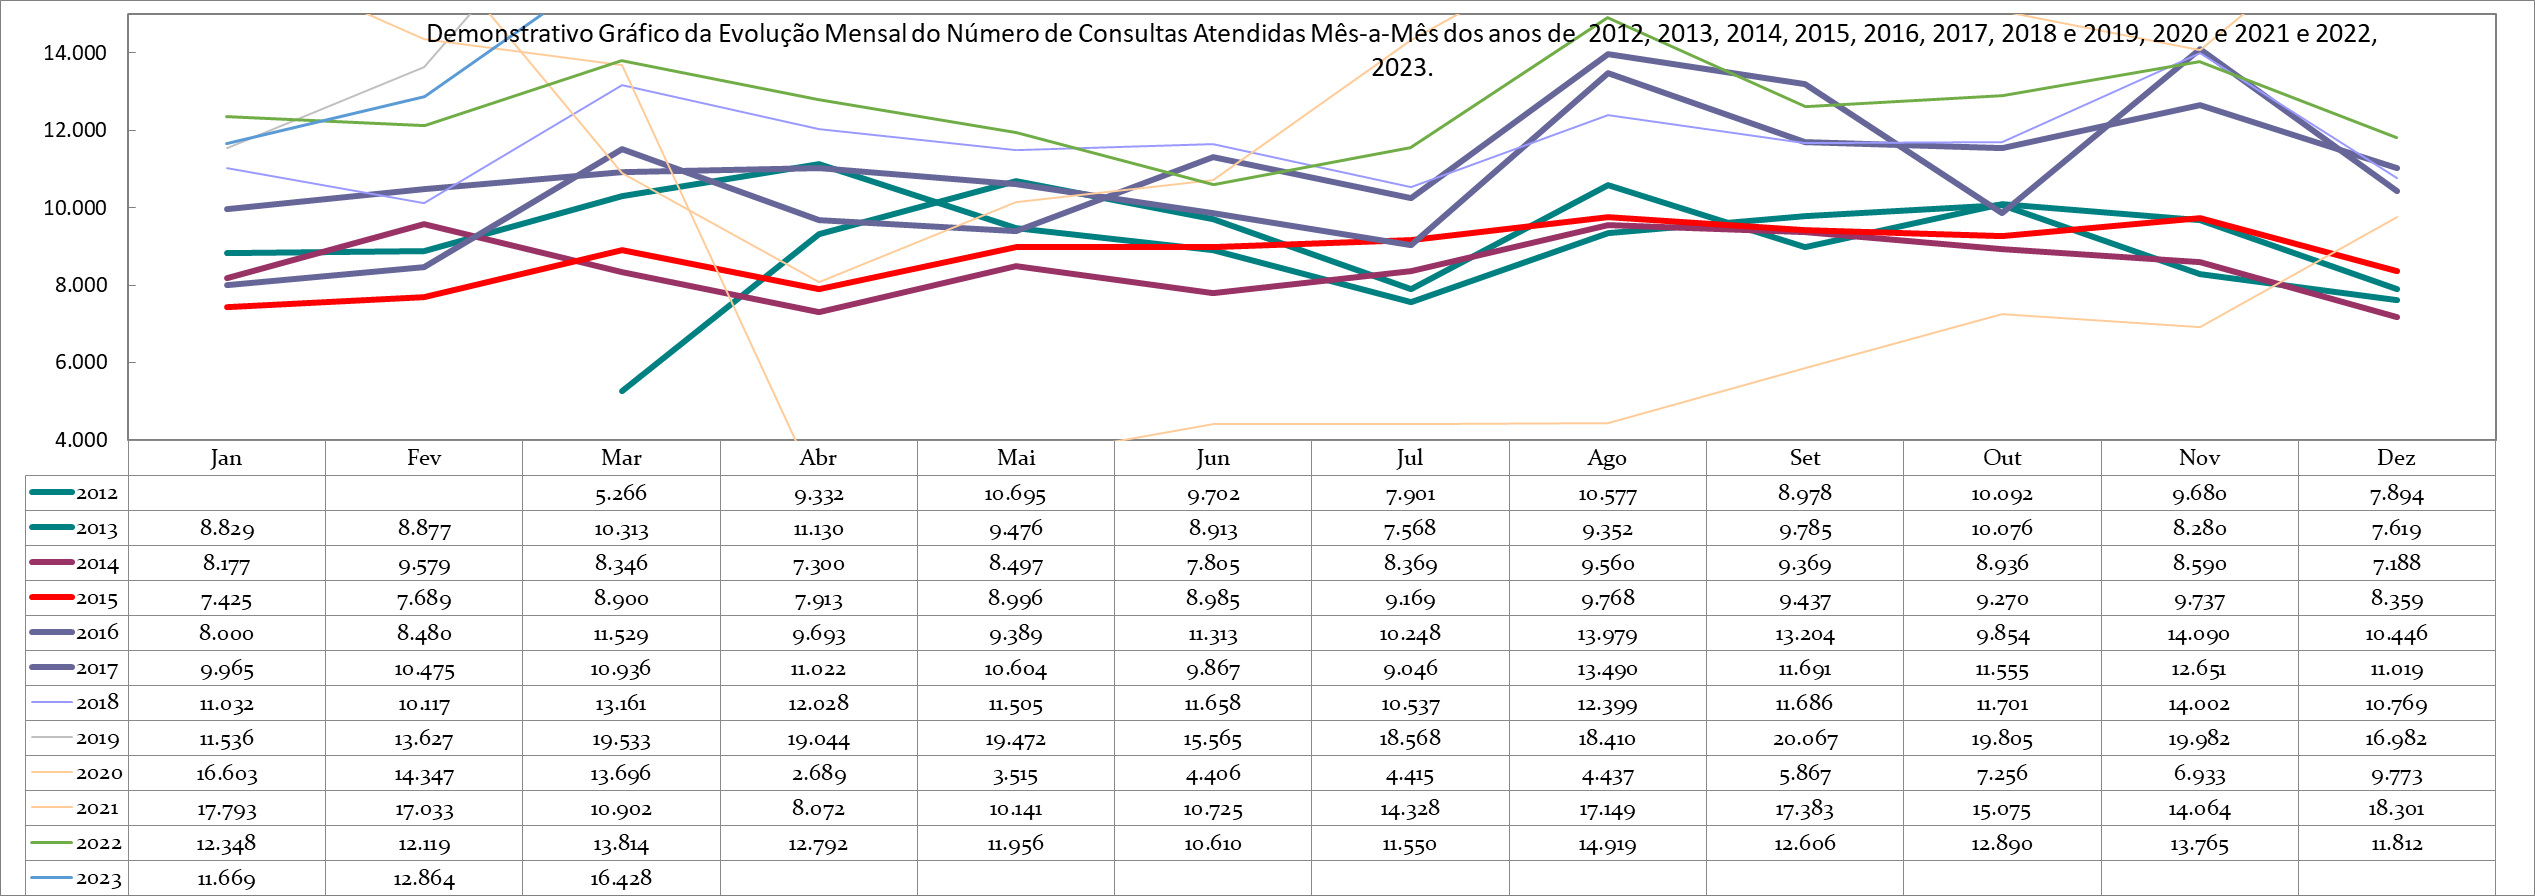 Demonstrativo Gráfico da Evolução Mensal do Número de Consultas Atendidas Mês-a-Mês dos anos de 2012, 2013, 2014, 2015, 2016, 2017, 2018 e 2019, 2020 e 2021 e 2022,
2023.
14.000
12.000
10.000
8.000
6.000
4.000
Jan Fev Mar Abr Mai Jun Jul Ago Set Out Nov Dez
2012 5.266 9.332 10.695 9.702 7.901 10.577 8.978 10.092 9.680 7.894
2013 8.829 8.877 10.313 11.130 9.476 8.913 7.568 9.352 9.785 10.076 8.280 7.619
2014 8.177 9.579 8.346 7.300 8.497 7.805 8.369 9.560 9.369 8.936 8.590 7.188
2015 7.425 7.689 8.900 7.913 8.996 8.985 9.169 9.768 9.437 9.270 9.737 8.359
2016 8.000 8.480 11.529 9.693 9.389 11.313 10.248 13.979 13.204 9.854 14.090 10.446
2017 9.965 10.475 10.936 11.022 10.604 9.867 9.046 13.490 11.691 11.555 12.651 11.019
2018 11.032 10.117 13.161 12.028 11.505 11.658 10.537 12.399 11.686 11.701 14.002 10.769
2019 11.536 13.627 19.533 19.044 19.472 15.565 18.568 18.410 20.067 19.805 19.982 16.982
2020 16.603 14.347 13.696 2.689 3.515 4.406 4.415 4.437 5.867 7.256 6.933 9.773
2021 17.793 17.033 10.902 8.072 10.141 10.725 14.328 17.149 17.383 15.075 14.064 18.301
2022 12.348 12.119 13.814 12.792 11.956 10.610 11.550 14.919 12.606 12.890 13.765 11.812
2023 11.669 12.864 16.428